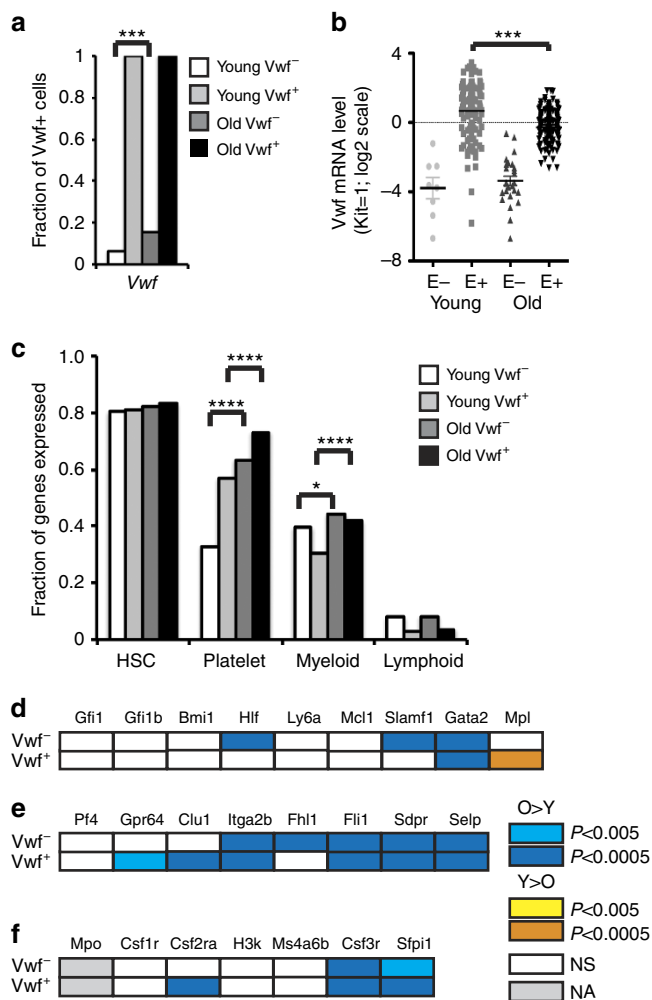 a
***
Fraction of Vwf+ cells
1
0.8
0.6
0.4
0.2
0
Vwf
Young Vwf⁻
Young Vwf⁺
Old Vwf⁻
Old Vwf⁺
b
***
Vwf mRNA level
(Kit=1; log2 scale)
4
0
−4
−8
E− E+ E− E+
Young Old
c
Fraction of genes expressed
1.0
0.8
0.6
0.4
0.2
0
****
****
****
*
HSC Platelet Myeloid Lymphoid
Young Vwf⁻
Young Vwf⁺
Old Vwf⁻
Old Vwf⁺
d
Gfi1 Gfi1b Bmi1 Hlf Ly6a Mcl1 Slamf1 Gata2 Mpl
Vwf⁻
Vwf⁺
e
Pf4 Gpr64 Clu1 Itga2b Fhl1 Fli1 Sdpr Selp
Vwf⁻
Vwf⁺
f
Mpo Csf1r Csf2ra H3k Ms4a6b Csf3r Sfpi1
Vwf⁻
Vwf⁺
O>Y
P<0.005
P<0.0005
Y>O
P<0.005
P<0.0005
NS
NA